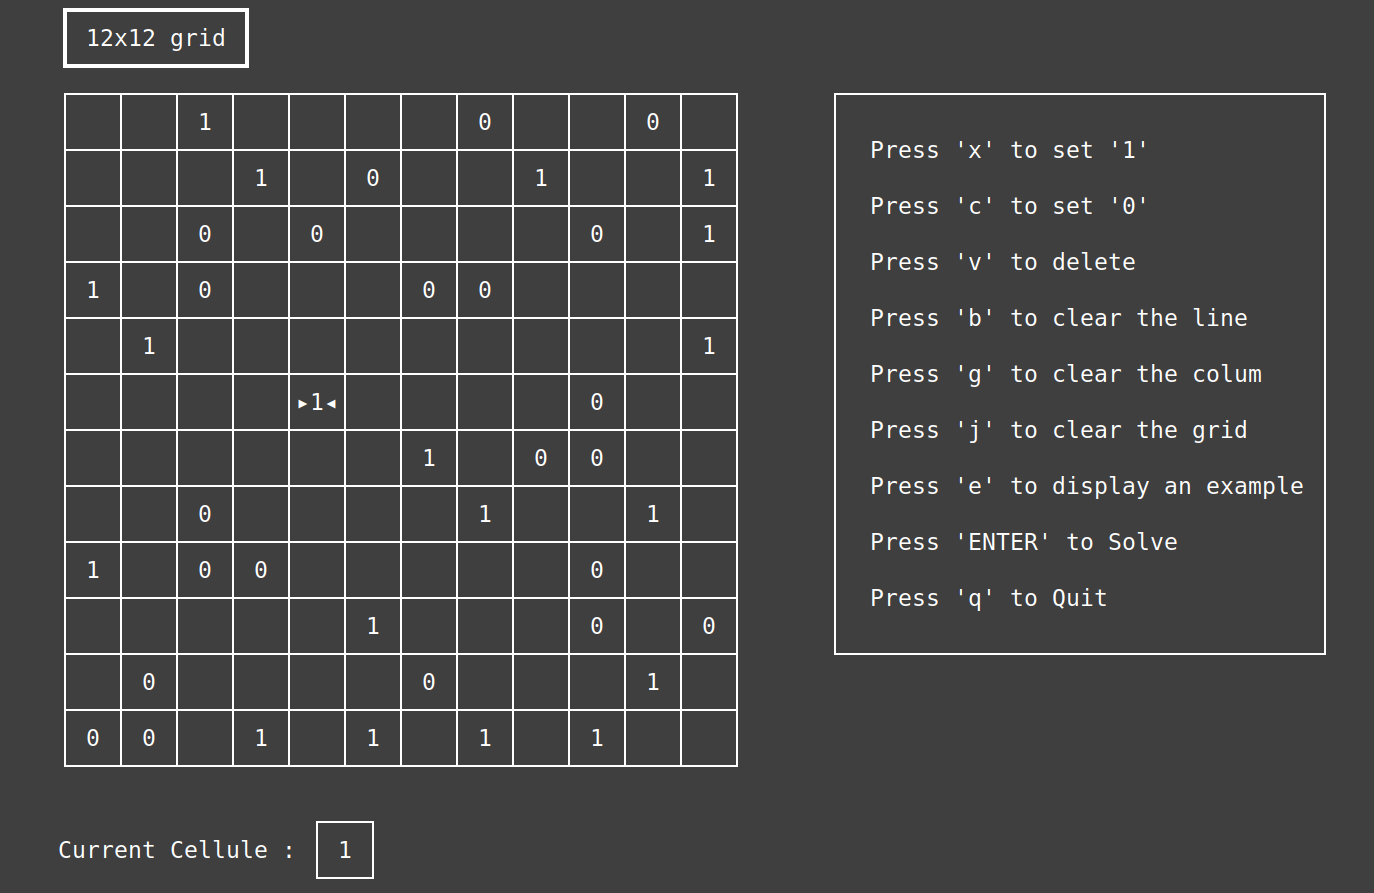 12x12 grid
1 0 0
1 0 1 1
0 0 0 1
1 0 0 0
1 1
▸1◂ 0
1 0 0
0 1 1
1 0 0 0
1 0 0
0 0 1
0 0 1 1 1 1
Current Cellule : 1
Press 'x' to set '1'
Press 'c' to set '0'
Press 'v' to delete
Press 'b' to clear the line
Press 'g' to clear the colum
Press 'j' to clear the grid
Press 'e' to display an example
Press 'ENTER' to Solve
Press 'q' to Quit